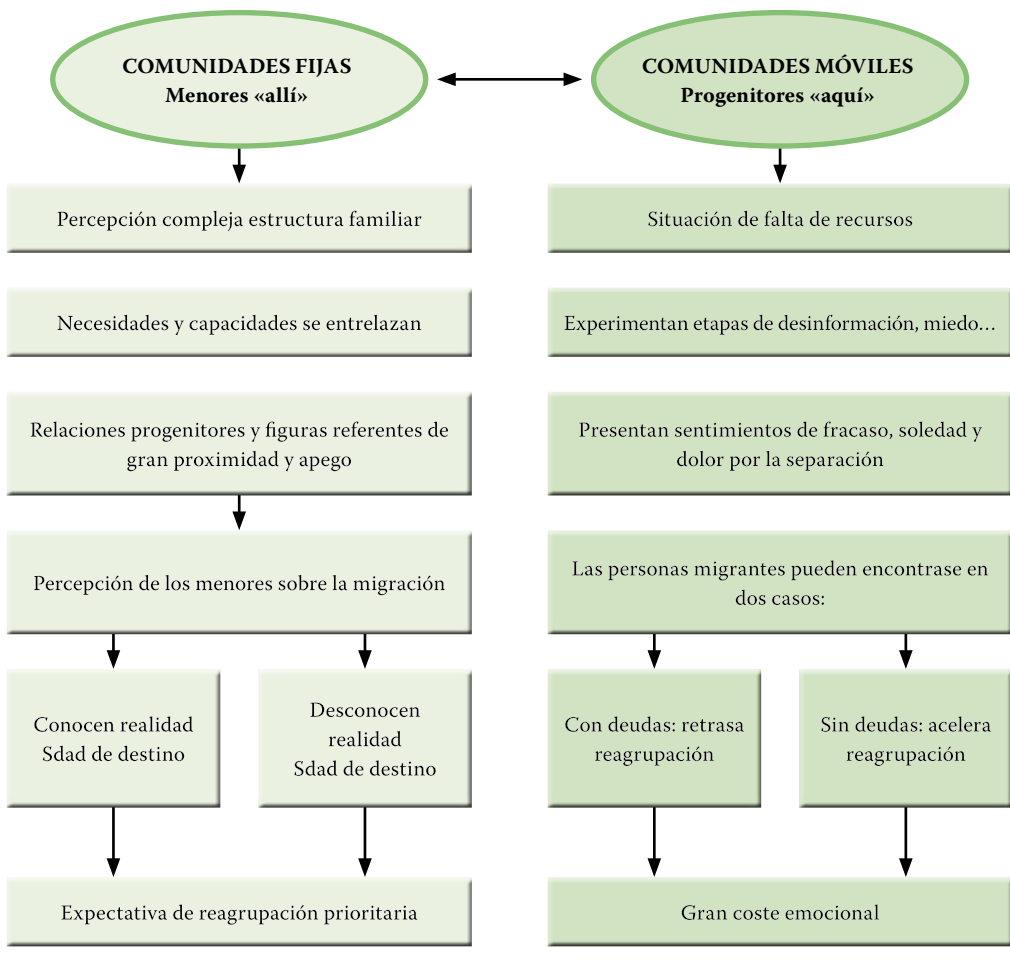 COMUNIDADES FIJAS
Menores «allí»
COMUNIDADES MÓVILES
Progenitores «aquí»
Percepción compleja estructura familiar
Situación de falta de recursos
Necesidades y capacidades se entrelazan
Experimentan etapas de desinformación, miedo…
Relaciones progenitores y figuras referentes de
gran proximidad y apego
Presentan sentimientos de fracaso, soledad y
dolor por la separación
Percepción de los menores sobre la migración
Las personas migrantes pueden encontrase en
dos casos:
Conocen realidad
Sdad de destino
Desconocen
realidad
Sdad de destino
Con deudas: retrasa
reagrupación
Sin deudas: acelera
reagrupación
Expectativa de reagrupación prioritaria
Gran coste emocional